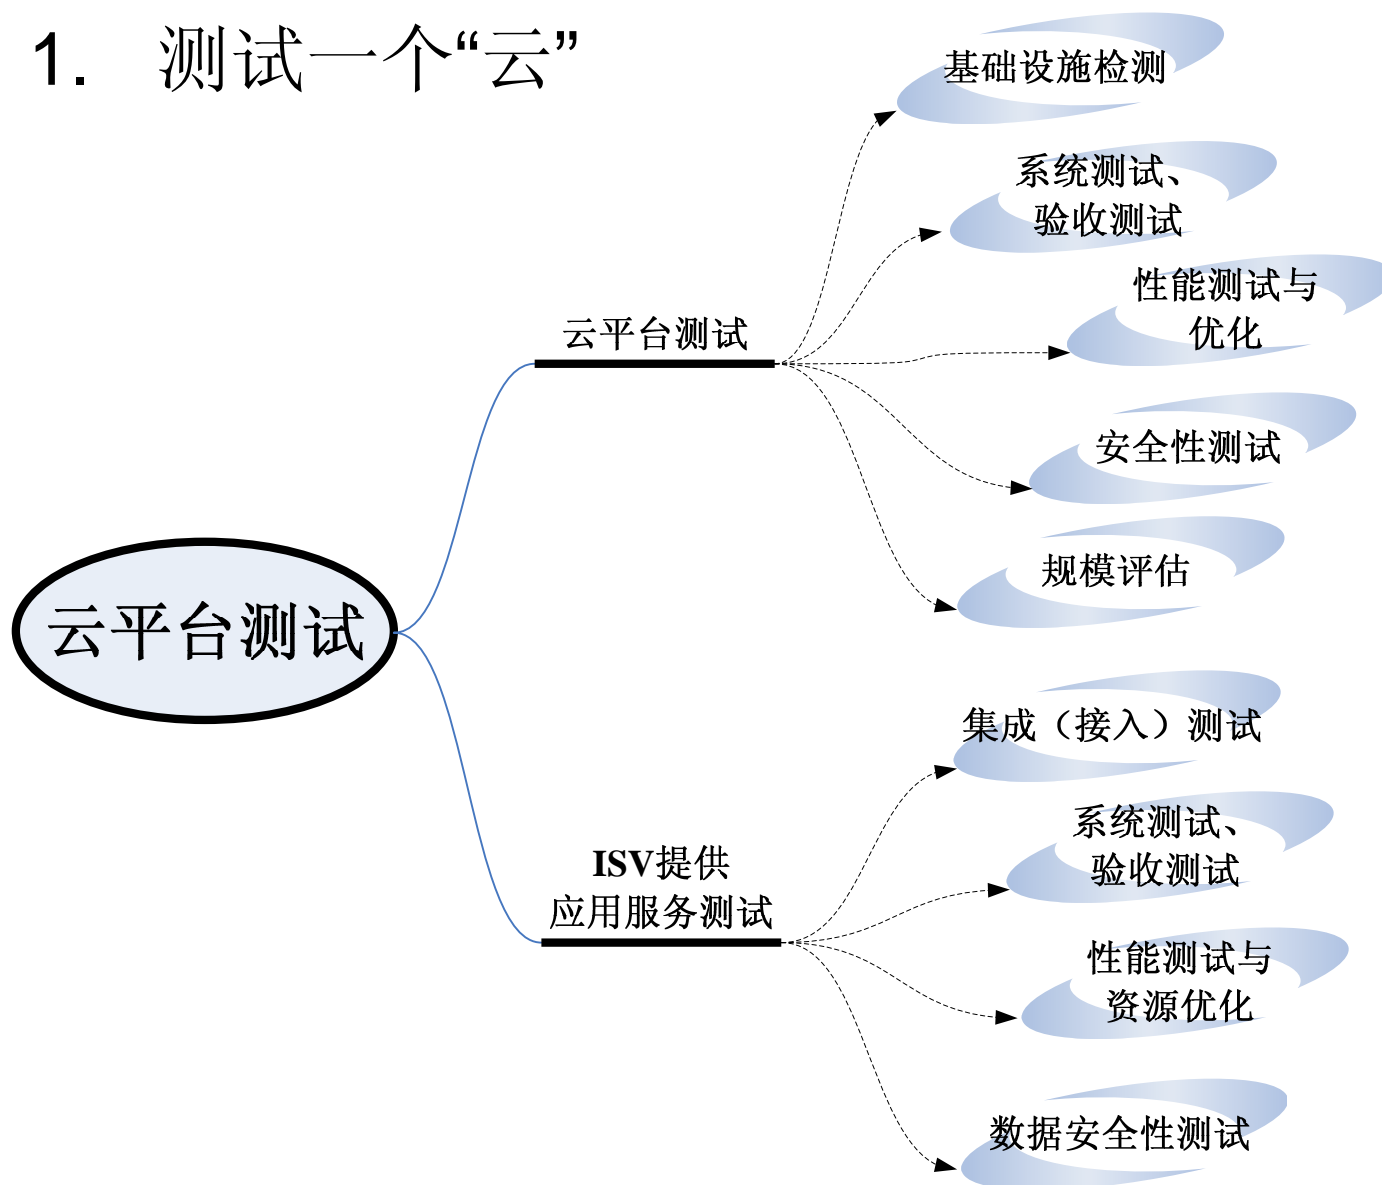 1. 测试一个“云”
基础设施检测
系统测试、
验收测试
性能测试与
优化
云平台测试
安全性测试
规模评估
云平台测试
集成（接入）测试
系统测试、
验收测试
ISV提供
应用服务测试
性能测试与
资源优化
数据安全性测试